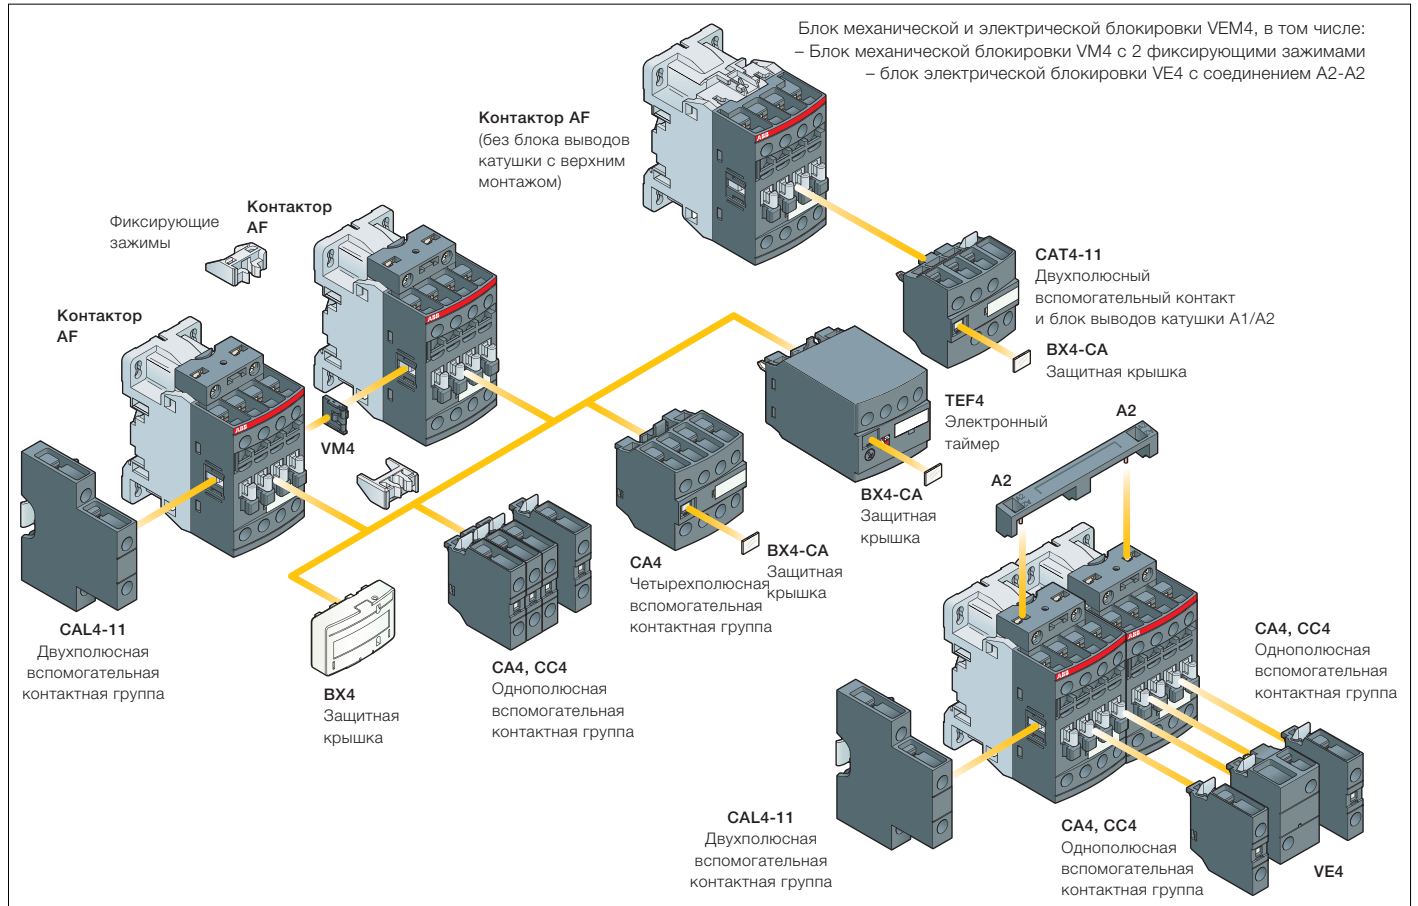 Блок механической и электрической блокировки VEM4, в том числе:
– Блок механической блокировки VM4 с 2 фиксирующими зажимами
– блок электрической блокировки VE4 с соединением A2-A2
Контактор AF
(без блока выводов
катушки с верхним
монтажом)
ABB
Фиксирующие
зажимы
Контактор
AF
ABB
Контактор
AF
ABB
VM4
CAT4-11
Двухполюсный
вспомогательный контакт
и блок выводов катушки A1/A2
BX4-CA
Защитная крышка
TEF4
Электронный
таймер
BX4-CA
Защитная
крышка
A2
A2
CAL4-11
Двухполюсная
вспомогательная
контактная группа
BX4
Защитная
крышка
CA4, CC4
Однополюсная
вспомогательная
контактная группа
CA4
Четырехполюсная
вспомогательная
контактная группа
BX4-CA
Защитная
крышка
ABB
ABB
CA4, CC4
Однополюсная
вспомогательная
контактная группа
CAL4-11
Двухполюсная
вспомогательная
контактная группа
CA4, CC4
Однополюсная
вспомогательная
контактная группа
VE4